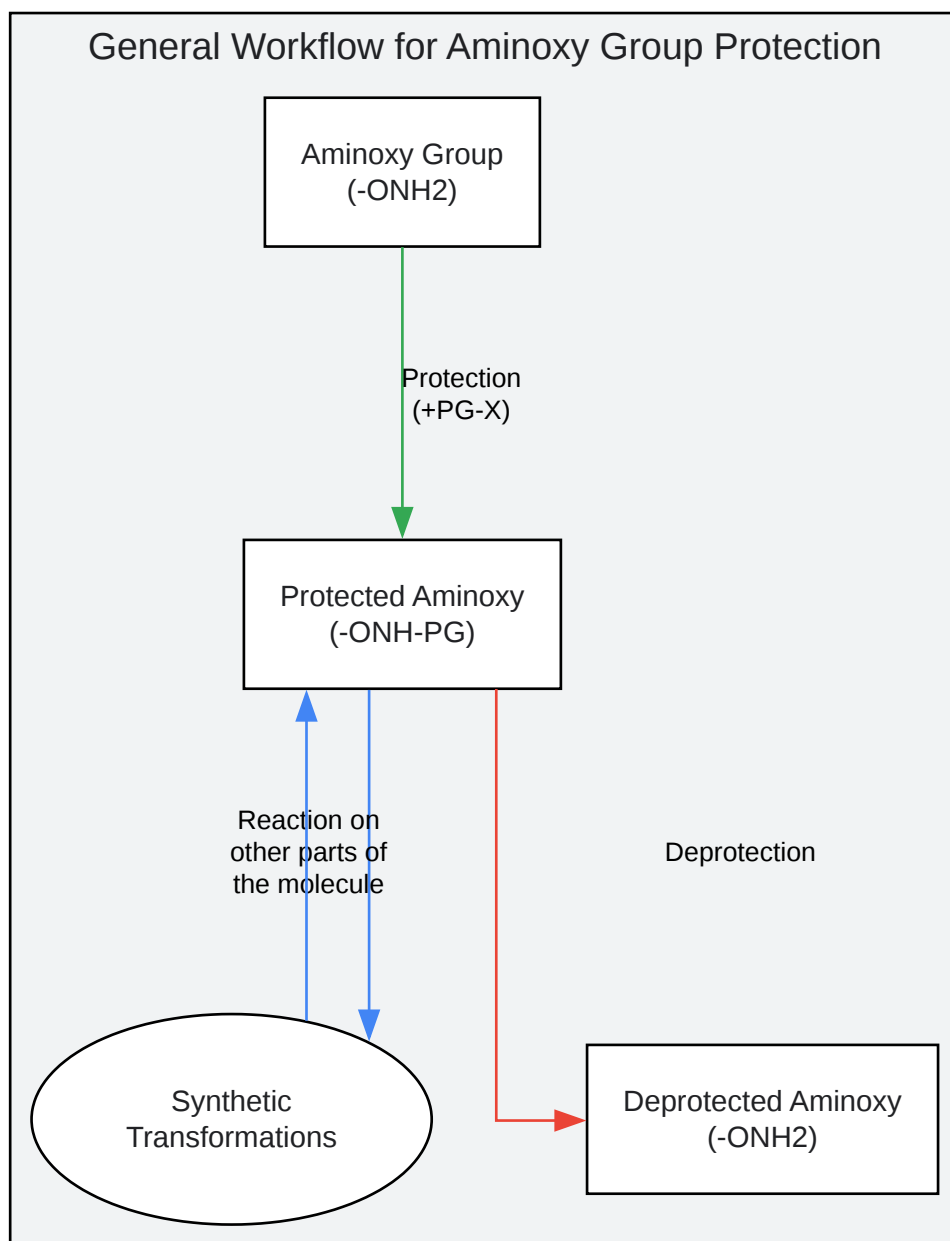 General Workflow for Aminoxy Group Protection
Aminoxy Group
(-ONH2)
Protection
(+PG-X)
Protected Aminoxy
(-ONH-PG)
Reaction on
other parts of
the molecule
Deprotection
Synthetic
Transformations
Deprotected Aminoxy
(-ONH2)